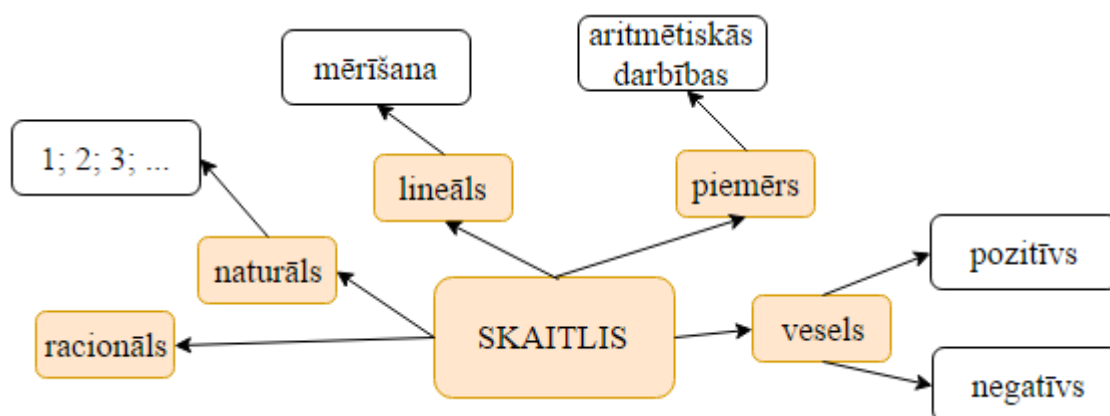 aritmētiskās
darbības
mērīšana
1; 2; 3; ...
lineāls
piemērs
naturāls
pozitīvs
racionāls
SKAITLIS
vesels
negatīvs